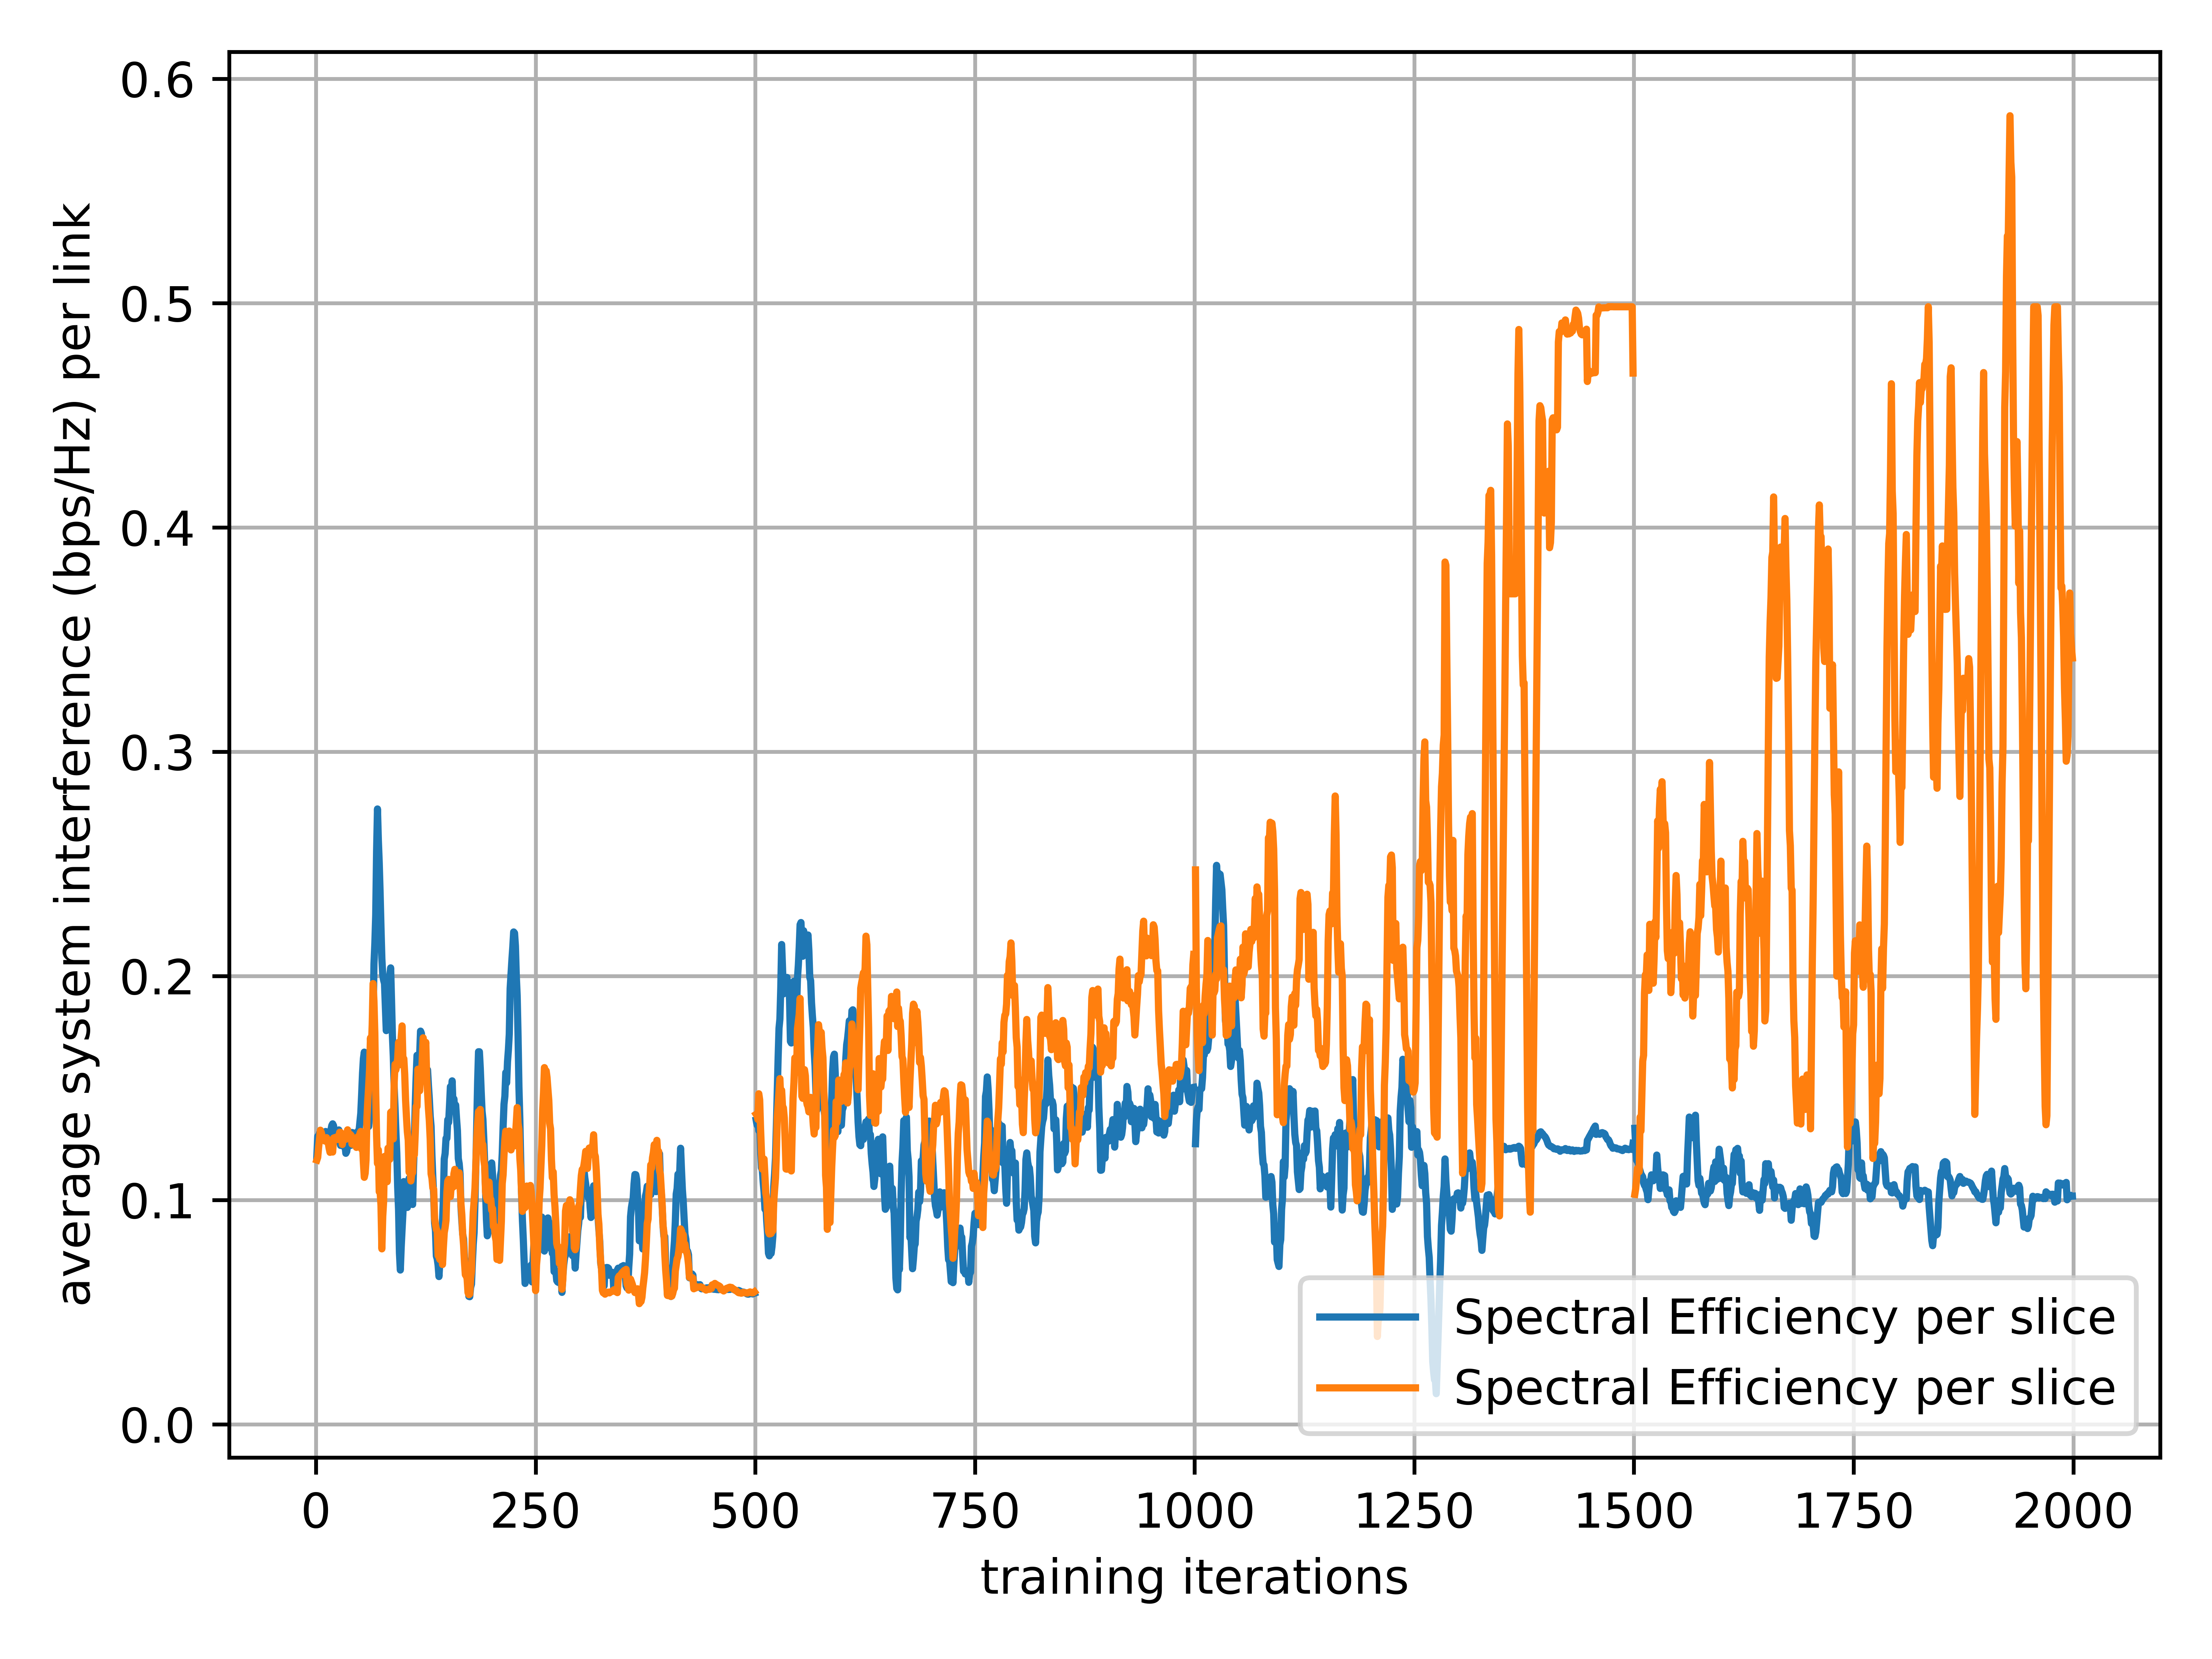 average system interference (bps/Hz) per link
0.6
0.5
0.4
0.3
0.2
0.1
0.0
Spectral Efficiency per slice
Spectral Efficiency per slice
0 250 500 750 1000 1250 1500 1750 2000
training iterations